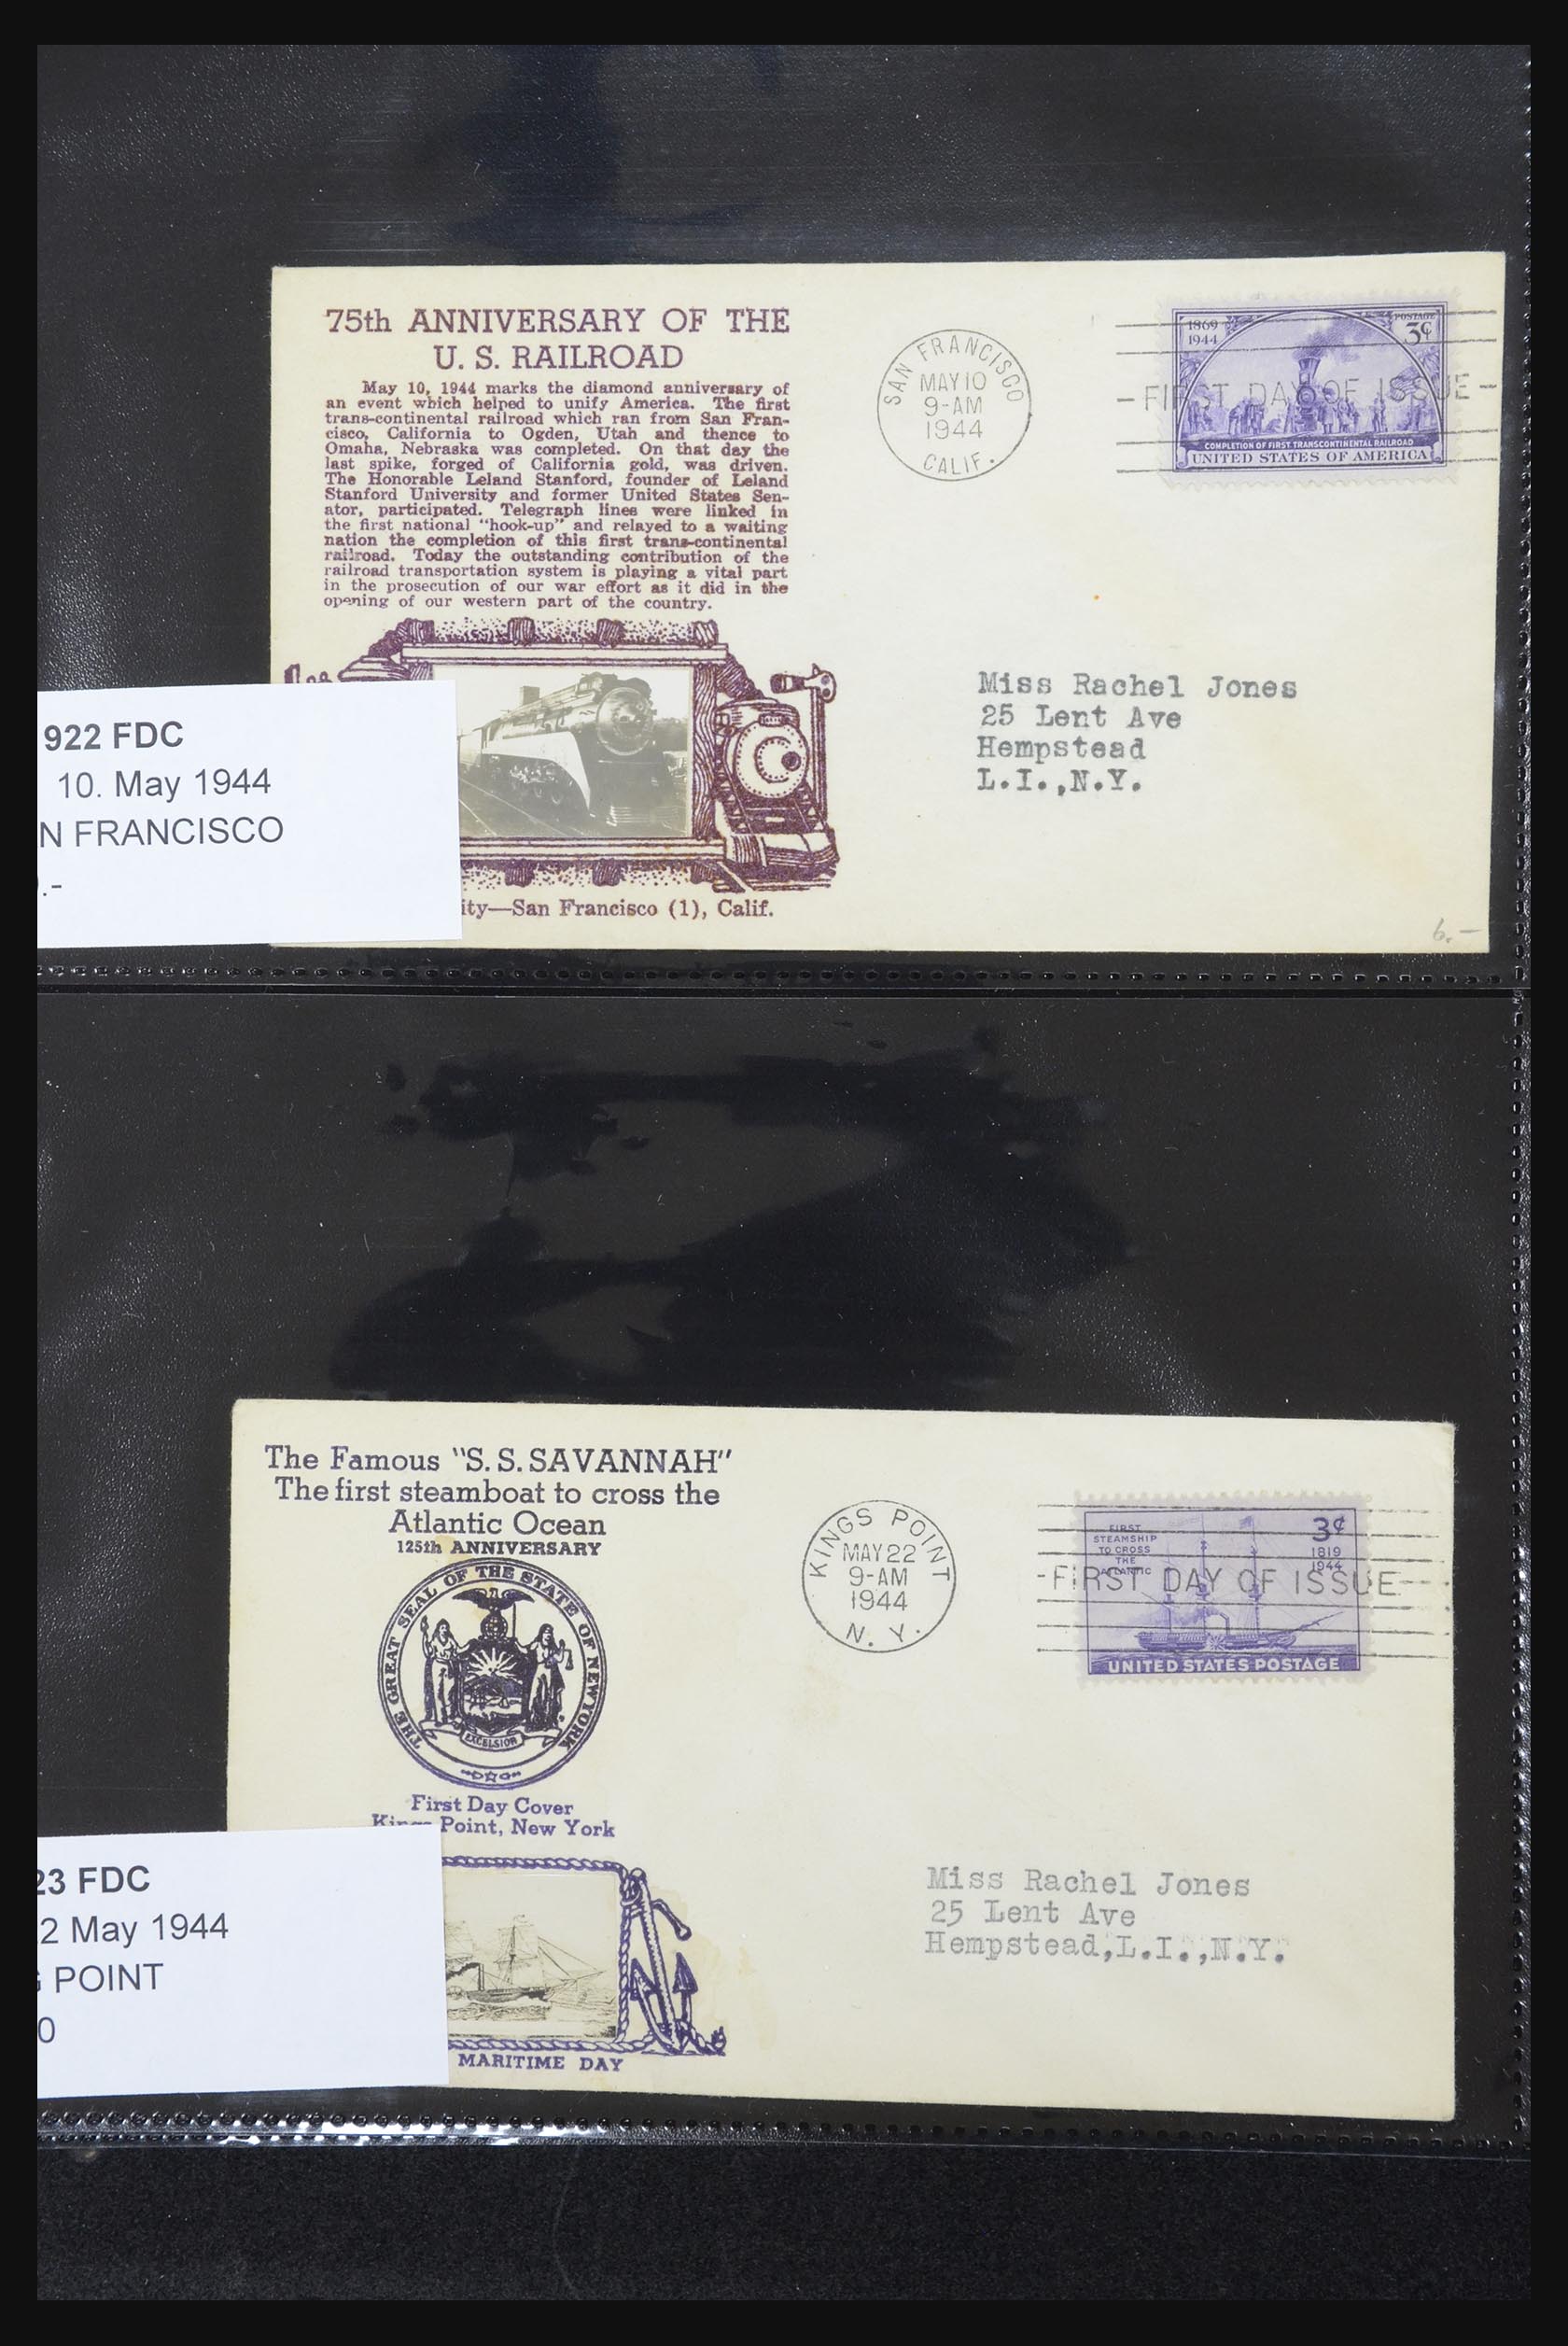 75th ANNIVERSARY OF THE
U. S. RAILROAD
May 10, 1944 marks the diamond anniversary of
an event which helped to unify America. The first
trans-continental railroad which ran from San Fran-
cisco, California to Ogden, Utah and thence to
Omaha, Nebraska was completed. On that day the
last spike, forged of California gold, was driven.
The Honorable Leland Stanford, founder of Leland
Stanford University and former United States Sen-
ator, participated. Telegraph lines were linked in
the first national "hook-up" and relayed to a waiting
nation the completion of this first trans-continental
railroad. Today the outstanding contribution of the
railroad transportation system is playing a vital part
in the prosecution of our war effort as it did in the
opening of our western part of the country.
SAN FRANCISCO
MAY 10
9-AM
1944
CALIF.
1869
1944
POSTAGE
3¢
FIRST DAY OF ISSUE
COMPLETION OF FIRST TRANSCONTINENTAL RAILROAD
UNITED STATES OF AMERICA
Miss Rachel Jones
25 Lent Ave
Hempstead
L.I.,N.Y.
922 FDC
10. May 1944
N FRANCISCO
.-
ity—San Francisco (1), Calif.
6.-
The Famous "S. S. SAVANNAH"
The first steamboat to cross the
Atlantic Ocean
125th ANNIVERSARY
THE GREAT SEAL OF THE STATE OF NEW YORK
EXCELSIOR
First Day Cover
Kings Point, New York
KINGS POINT
MAY 22
9-AM
1944
N. Y.
FIRST
STEAMSHIP
TO CROSS
THE
ATLANTIC
3¢
1819
1944
FIRST DAY OF ISSUE
UNITED STATES POSTAGE
Miss Rachel Jones
25 Lent Ave
Hempstead,L.I.,N.Y.
23 FDC
2 May 1944
G POINT
0
MARITIME DAY